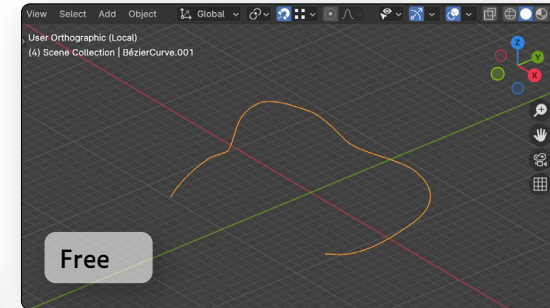 View Select Add Object Global
User Orthographic (Local)
(4) Scene Collection | BézierCurve.001
Z
Y
X
Free